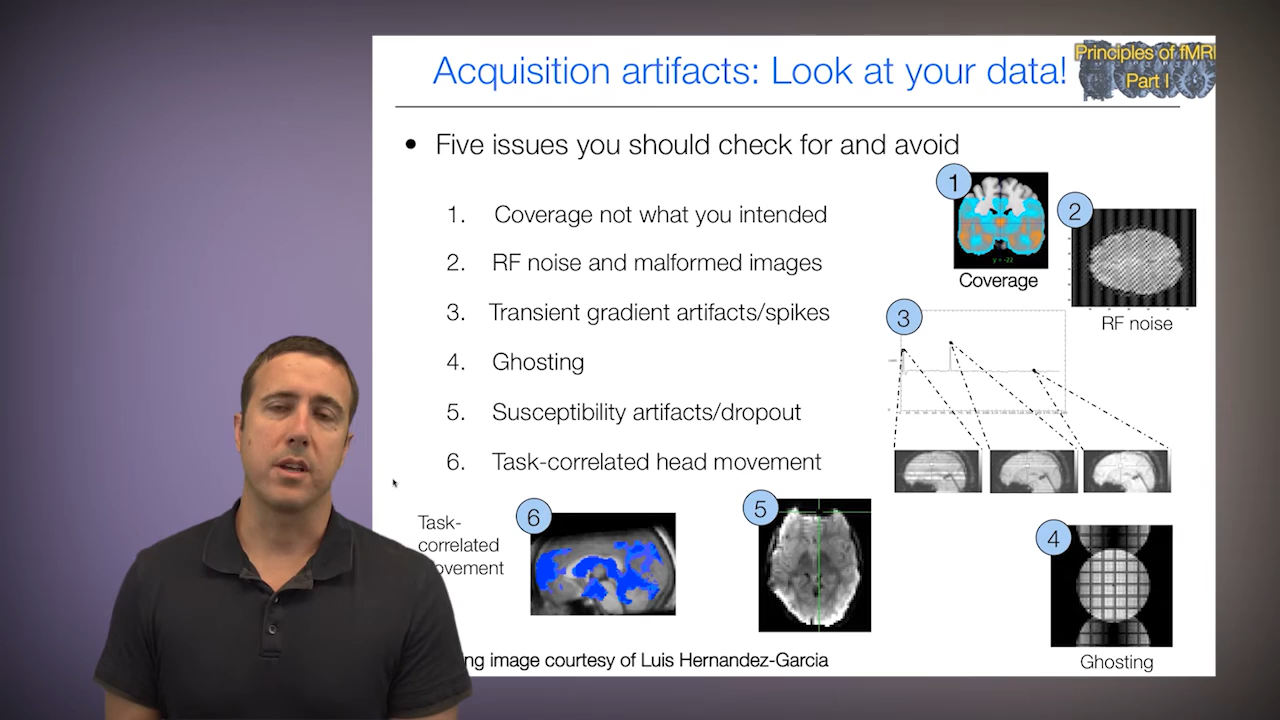 Acquisition artifacts: Look at your data!
Principles of fMRI
Part I
• Five issues you should check for and avoid
1. Coverage not what you intended
2. RF noise and malformed images
3. Transient gradient artifacts/spikes
4. Ghosting
5. Susceptibility artifacts/dropout
6. Task-correlated head movement
1
y = -22
Coverage
2
RF noise
3
6
Task-
correlated
ovement
5
4
Ghosting
ng image courtesy of Luis Hernandez-Garcia